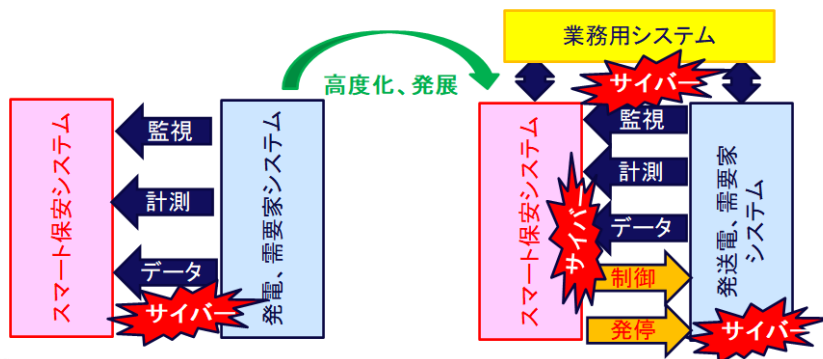 業務用システム
サイバー
高度化、発展
スマート保安システム
監視
計測
データ
サイバー
発電、需要家システム
スマート保安システム
監視
計測
データ
サイバー
制御
発停
発送電、需要家
システム
サイバー